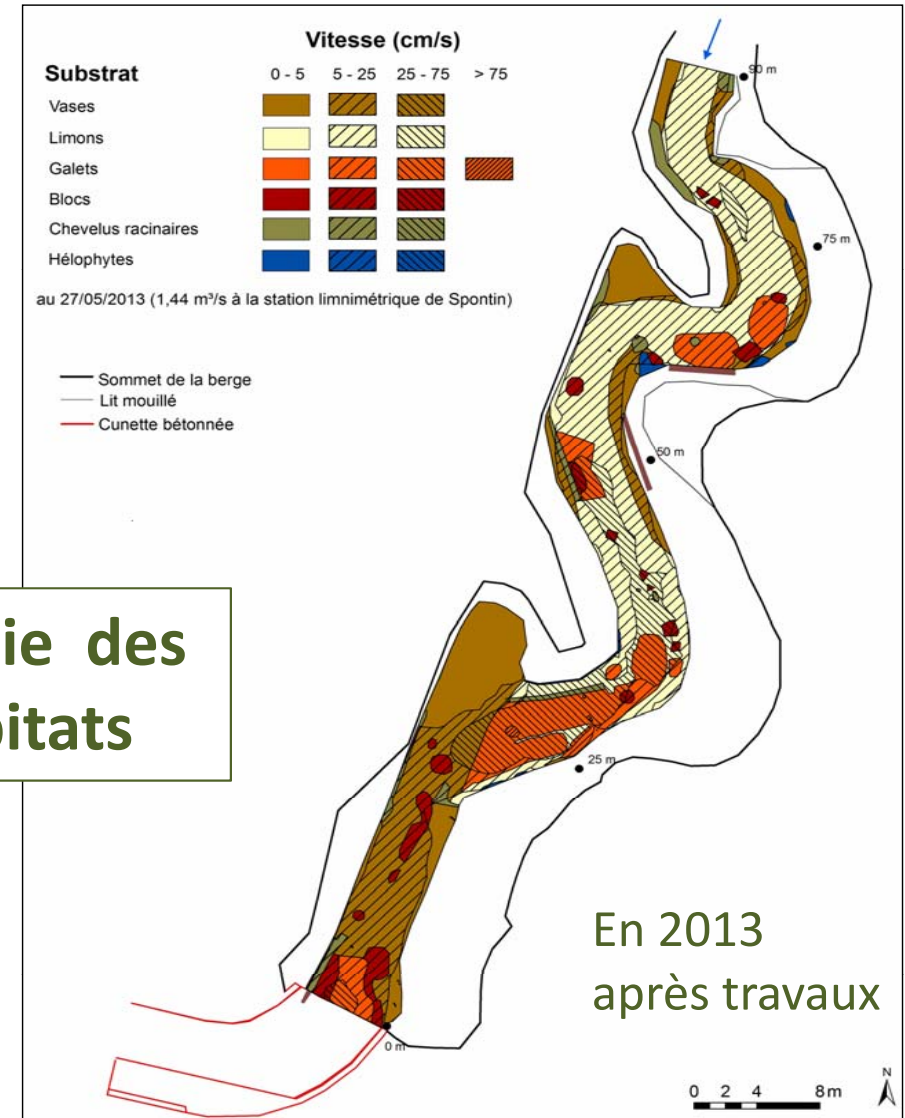 Vitesse (cm/s)
Substrat 0 - 5 5 - 25 25 - 75 > 75
Vases
Limons
Galets
Blocs
Chevelus racinaires
Hélophytes
au 27/05/2013 (1,44 m³/s à la station limnimétrique de Spontin)
Sommet de la berge
Lit mouillé
Cunette bétonnée
90 m
75 m
50 m
ie des
bitats
25 m
En 2013
après travaux
0 m
0 2 4 8 m
N